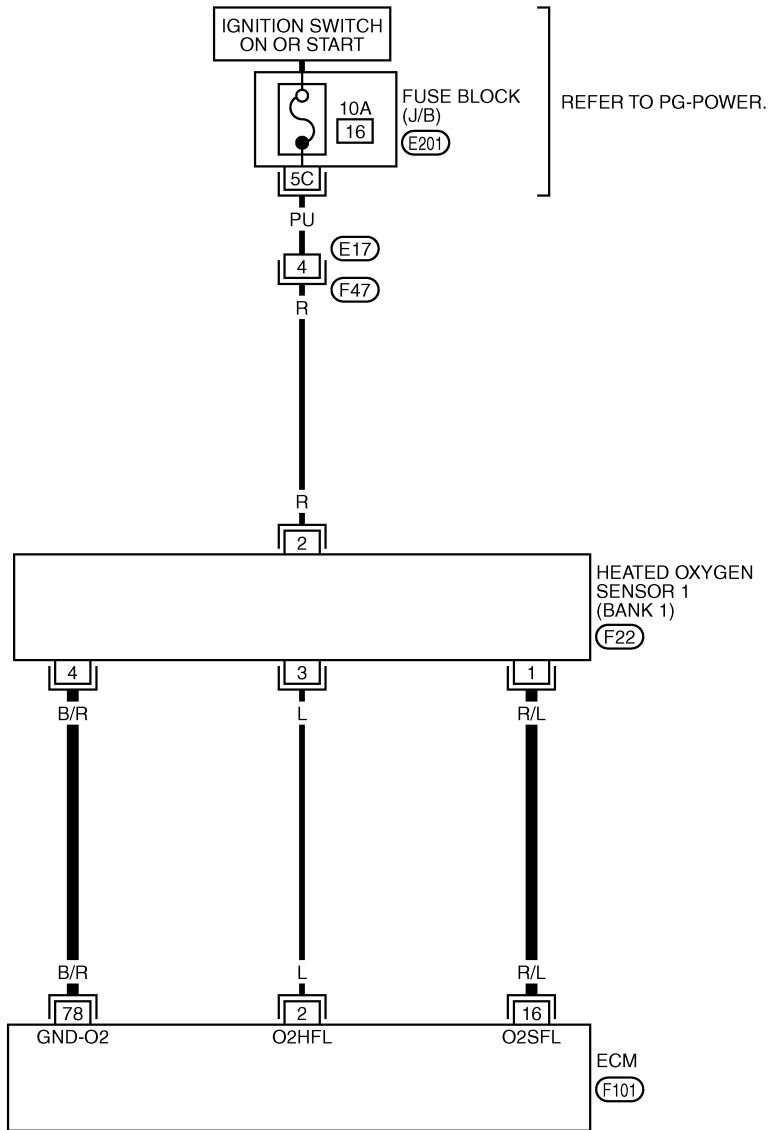 IGNITION SWITCH
ON OR START
10A
16
FUSE BLOCK
(J/B)
E201
REFER TO PG-POWER.
5C
PU
E17
4
F47
R
R
2
HEATED OXYGEN
SENSOR 1
(BANK 1)
F22
4
3
1
B/R
L
R/L
B/R
L
R/L
78
2
16
GND-O2
O2HFL
O2SFL
ECM
F101